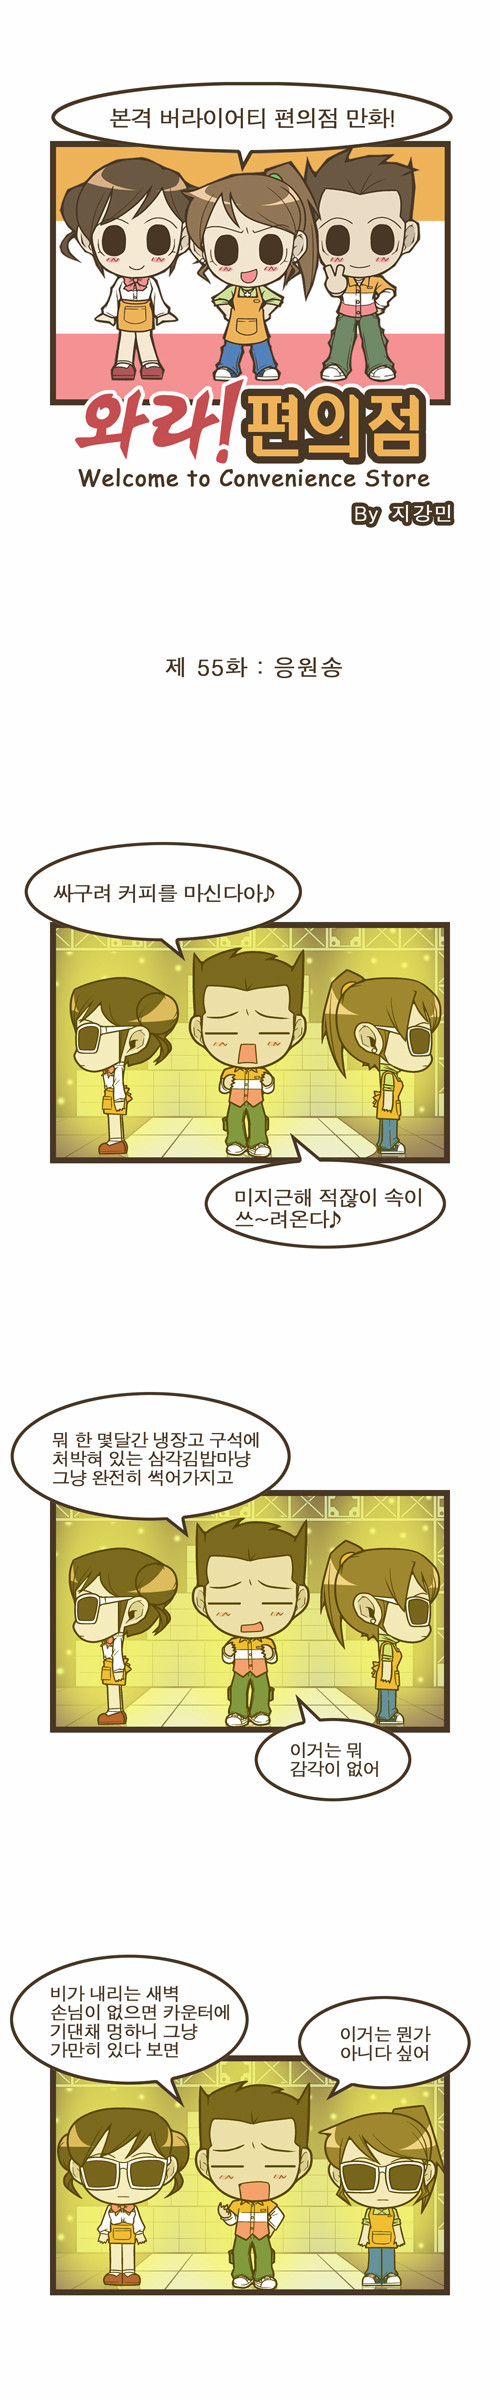 본격 버라이어티 편의점 만화!
와라! 편의점
Welcome to Convenience Store
By 지강민
제 55화 : 응원송
싸구려 커피를 마신다아♪
미지근해 적잖이 속이
쓰~려온다♪
뭐 한 몇달간 냉장고 구석에
처박혀 있는 삼각김밥마냥
그냥 완전히 썩어가지고
이거는 뭐
감각이 없어
비가 내리는 새벽
손님이 없으면 카운터에
기댄채 멍하니 그냥
가만히 있다 보면
이거는 뭔가
아니다 싶어